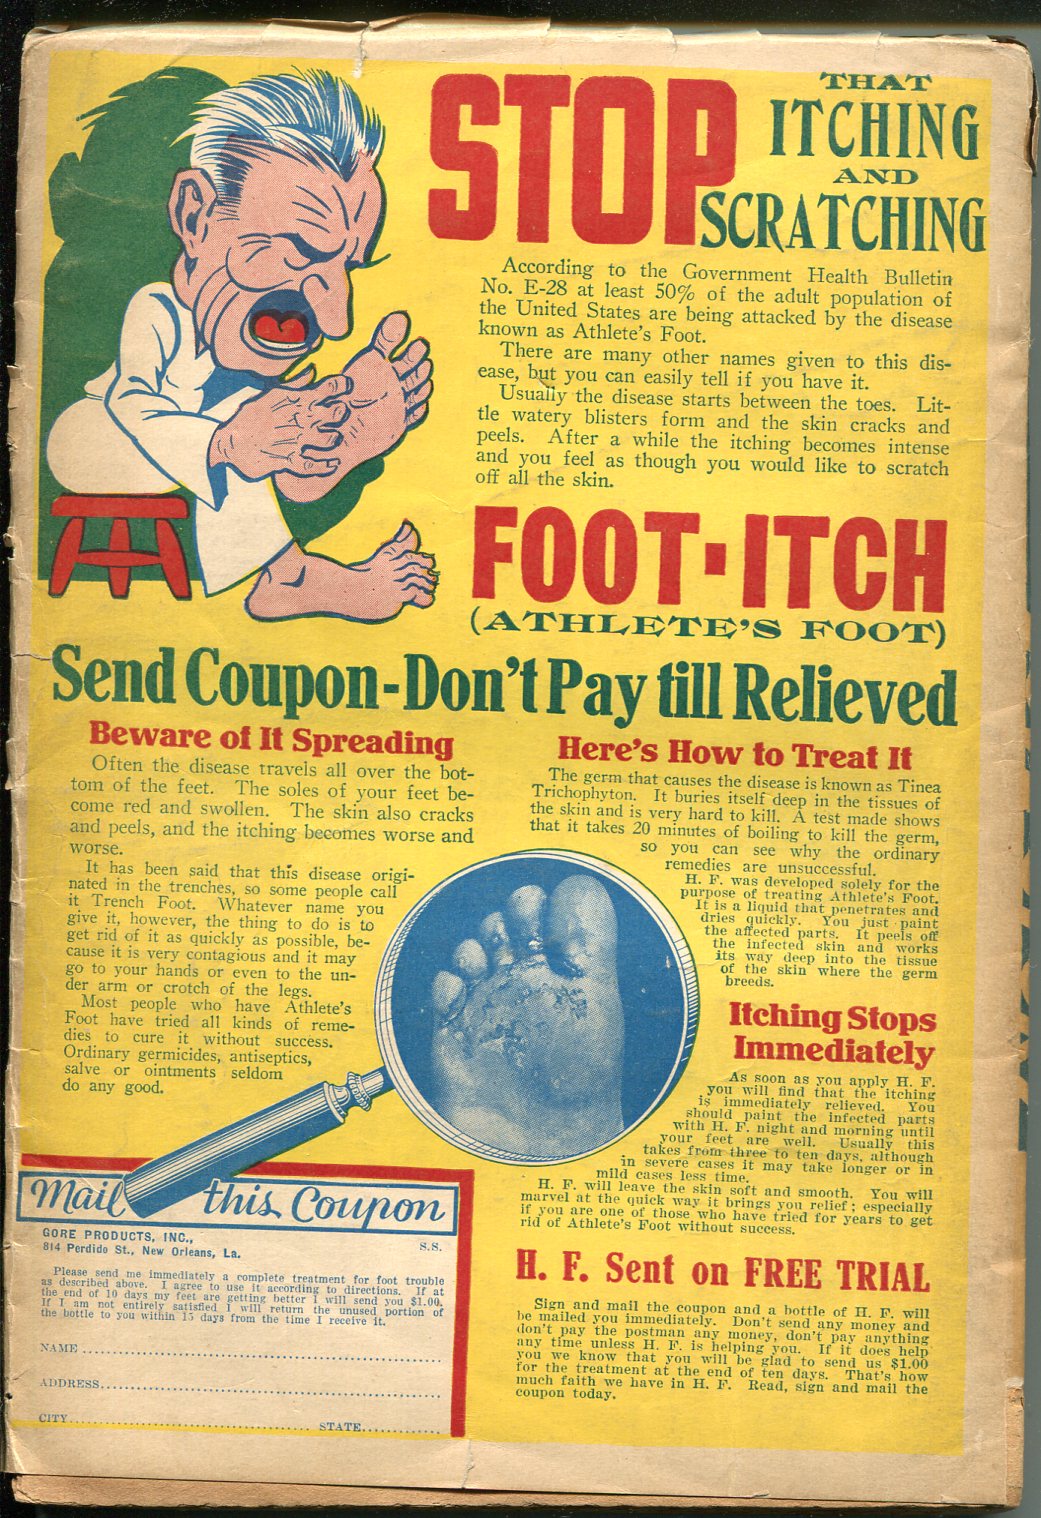 STOP
THAT
ITCHING
AND
SCRATCHING
According to the Government Health Bulletin
No. E-28 at least 50% of the adult population of
the United States are being attacked by the disease
known as Athlete's Foot.
There are many other names given to this dis-
ease, but you can easily tell if you have it.
Usually the disease starts between the toes. Lit-
tle watery blisters form and the skin cracks and
peels. After a while the itching becomes intense
and you feel as though you would like to scratch
off all the skin.
FOOT-ITCH
(ATHLETE'S FOOT)
Send Coupon-Don't Pay till Relieved
Beware of It Spreading
Often the disease travels all over the bot-
tom of the feet. The soles of your feet be-
come red and swollen. The skin also cracks
and peels, and the itching becomes worse and
worse.
It has been said that this disease origi-
nated in the trenches, so some people call
it Trench Foot. Whatever name you
give it, however, the thing to do is to
get rid of it as quickly as possible, be-
cause it is very contagious and it may
go to your hands or even to the un-
der arm or crotch of the legs.
Most people who have Athlete's
Foot have tried all kinds of reme-
dies to cure it without success.
Ordinary germicides, antiseptics,
salve or ointments seldom
do any good.
Here's How to Treat It
The germ that causes the disease is known as Tinea
Trichophyton. It buries itself deep in the tissues of
the skin and is very hard to kill. A test made shows
that it takes 20 minutes of boiling to kill the germ,
so you can see why the ordinary
remedies are unsuccessful.
H. F. was developed solely for the
purpose of treating Athlete's Foot.
It is a liquid that penetrates and
dries quickly. You just paint
the affected parts. It peels off
the infected skin and works
its way deep into the tissue
of the skin where the germ
breeds.
Itching Stops
Immediately
As soon as you apply H. F.
you will find that the itching
is immediately relieved. You
should paint the infected parts
with H. F. night and morning until
your feet are well. Usually this
takes from three to ten days, although
in severe cases it may take longer or in
mild cases less time.
H. F. will leave the skin soft and smooth. You will
marvel at the quick way it brings you relief; especially
if you are one of those who have tried for years to get
rid of Athlete's Foot without success.
H. F. Sent on FREE TRIAL
Sign and mail the coupon and a bottle of H. F. will
be mailed you immediately. Don't send any money and
don't pay the postman any money, don't pay anything
any time unless H. F. is helping you. If it does help
you we know that you will be glad to send us $1.00
for the treatment at the end of ten days. That's how
much faith we have in H. F. Read, sign and mail the
coupon today.
Mail this Coupon
GORE PRODUCTS, INC.,
814 Perdido St., New Orleans, La. S.S.
Please send me immediately a complete treatment for foot trouble
as described above. I agree to use it according to directions. If at
the end of 10 days my feet are getting better I will send you $1.00.
If I am not entirely satisfied I will return the unused portion of
the bottle to you within 15 days from the time I receive it.
NAME
ADDRESS
CITY STATE